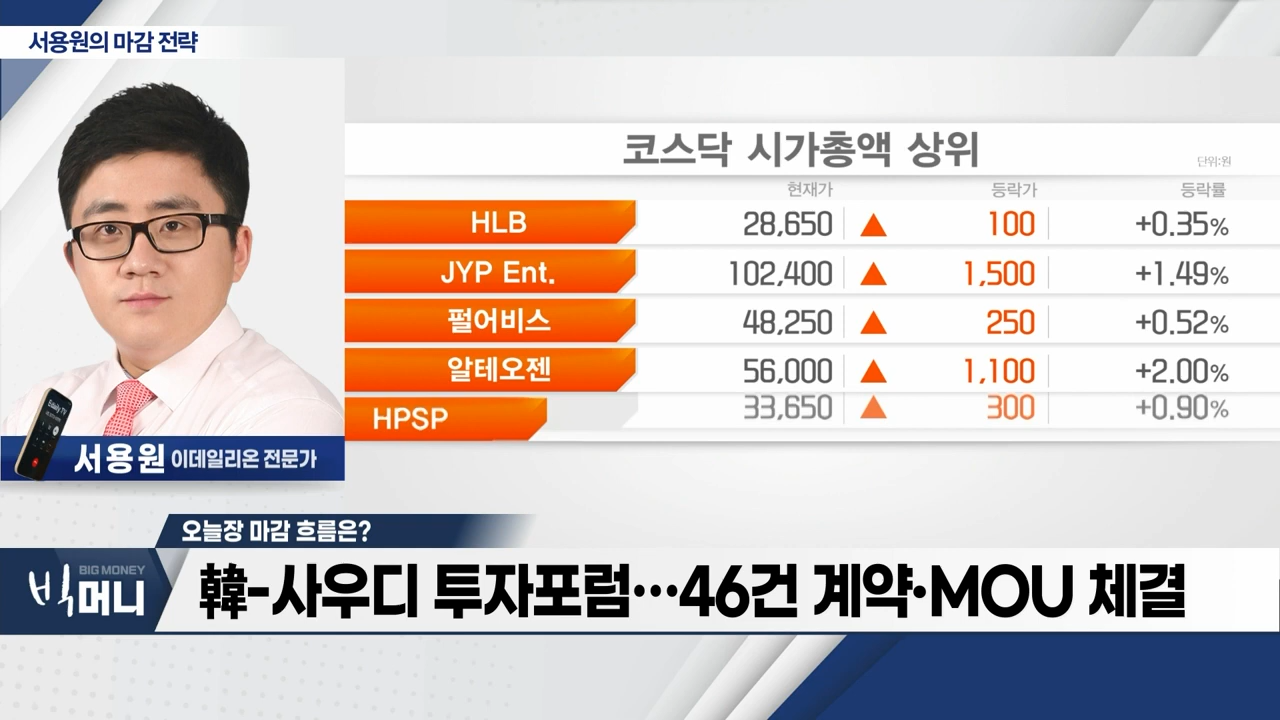 서용원의 마감 전략
코스닥 시가총액 상위
단위:원
현재가 등락가 등락률
HLB 28,650 ▲ 100 +0.35%
JYP Ent. 102,400 ▲ 1,500 +1.49%
펄어비스 48,250 ▲ 250 +0.52%
알테오젠 56,000 ▲ 1,100 +2.00%
HPSP 33,650 ▲ 300 +0.90%
Edaily TV
서용원 이데일리온 전문가
오늘장 마감 흐름은?
BIG MONEY
빅머니
韓-사우디 투자포럼…46건 계약·MOU 체결